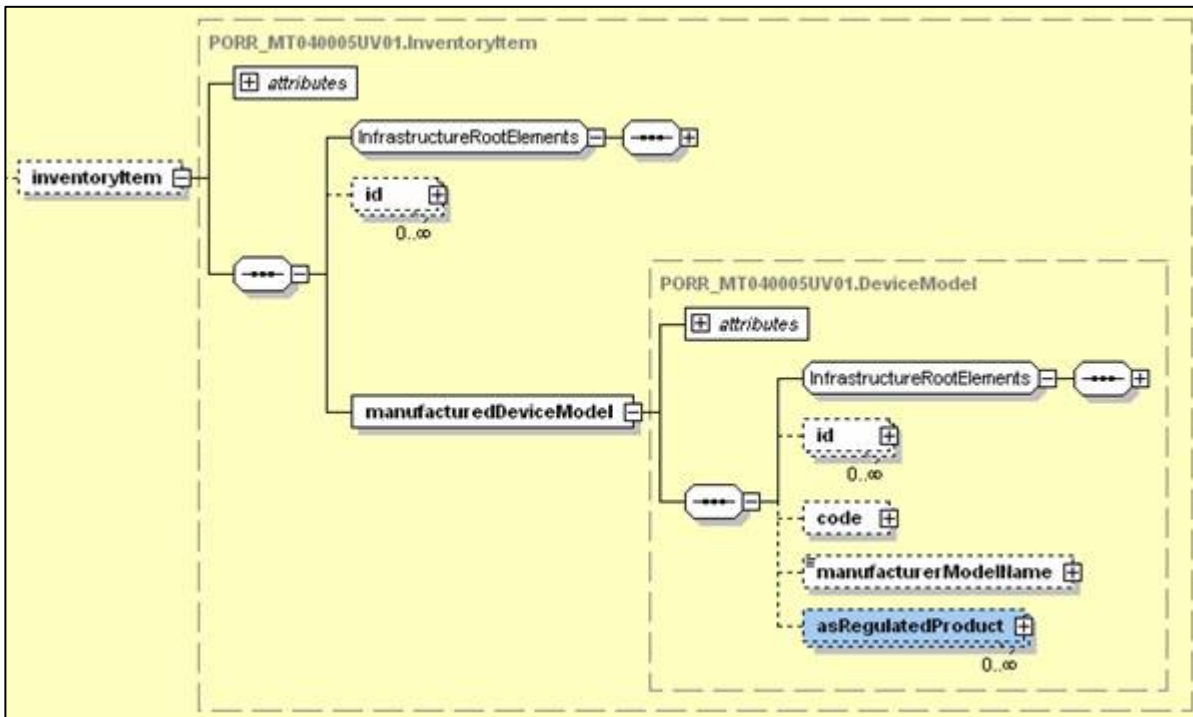 PORR_MT040005UV01.InventoryItem
attributes
InfrastructureRootElements
inventoryItem
id
0..∞
PORR_MT040005UV01.DeviceModel
attributes
InfrastructureRootElements
manufacturedDeviceModel
id
0..∞
code
manufacturerModelName
asRegulatedProduct
0..∞